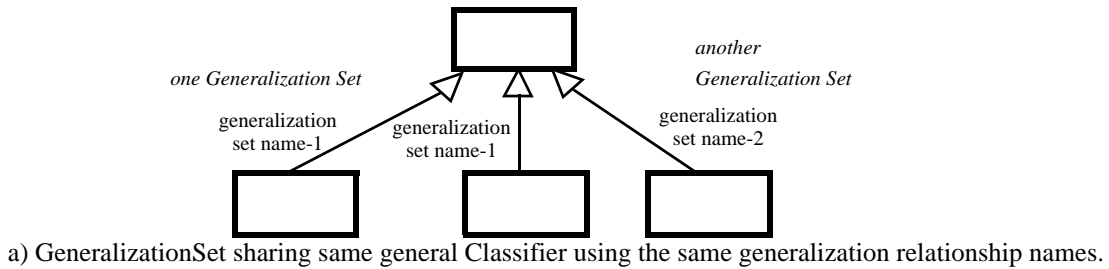 another
one Generalization Set
Generalization Set
generalization
set name-1
generalization
set name-1
generalization
set name-2
a) GeneralizationSet sharing same general Classifier using the same generalization relationship names.